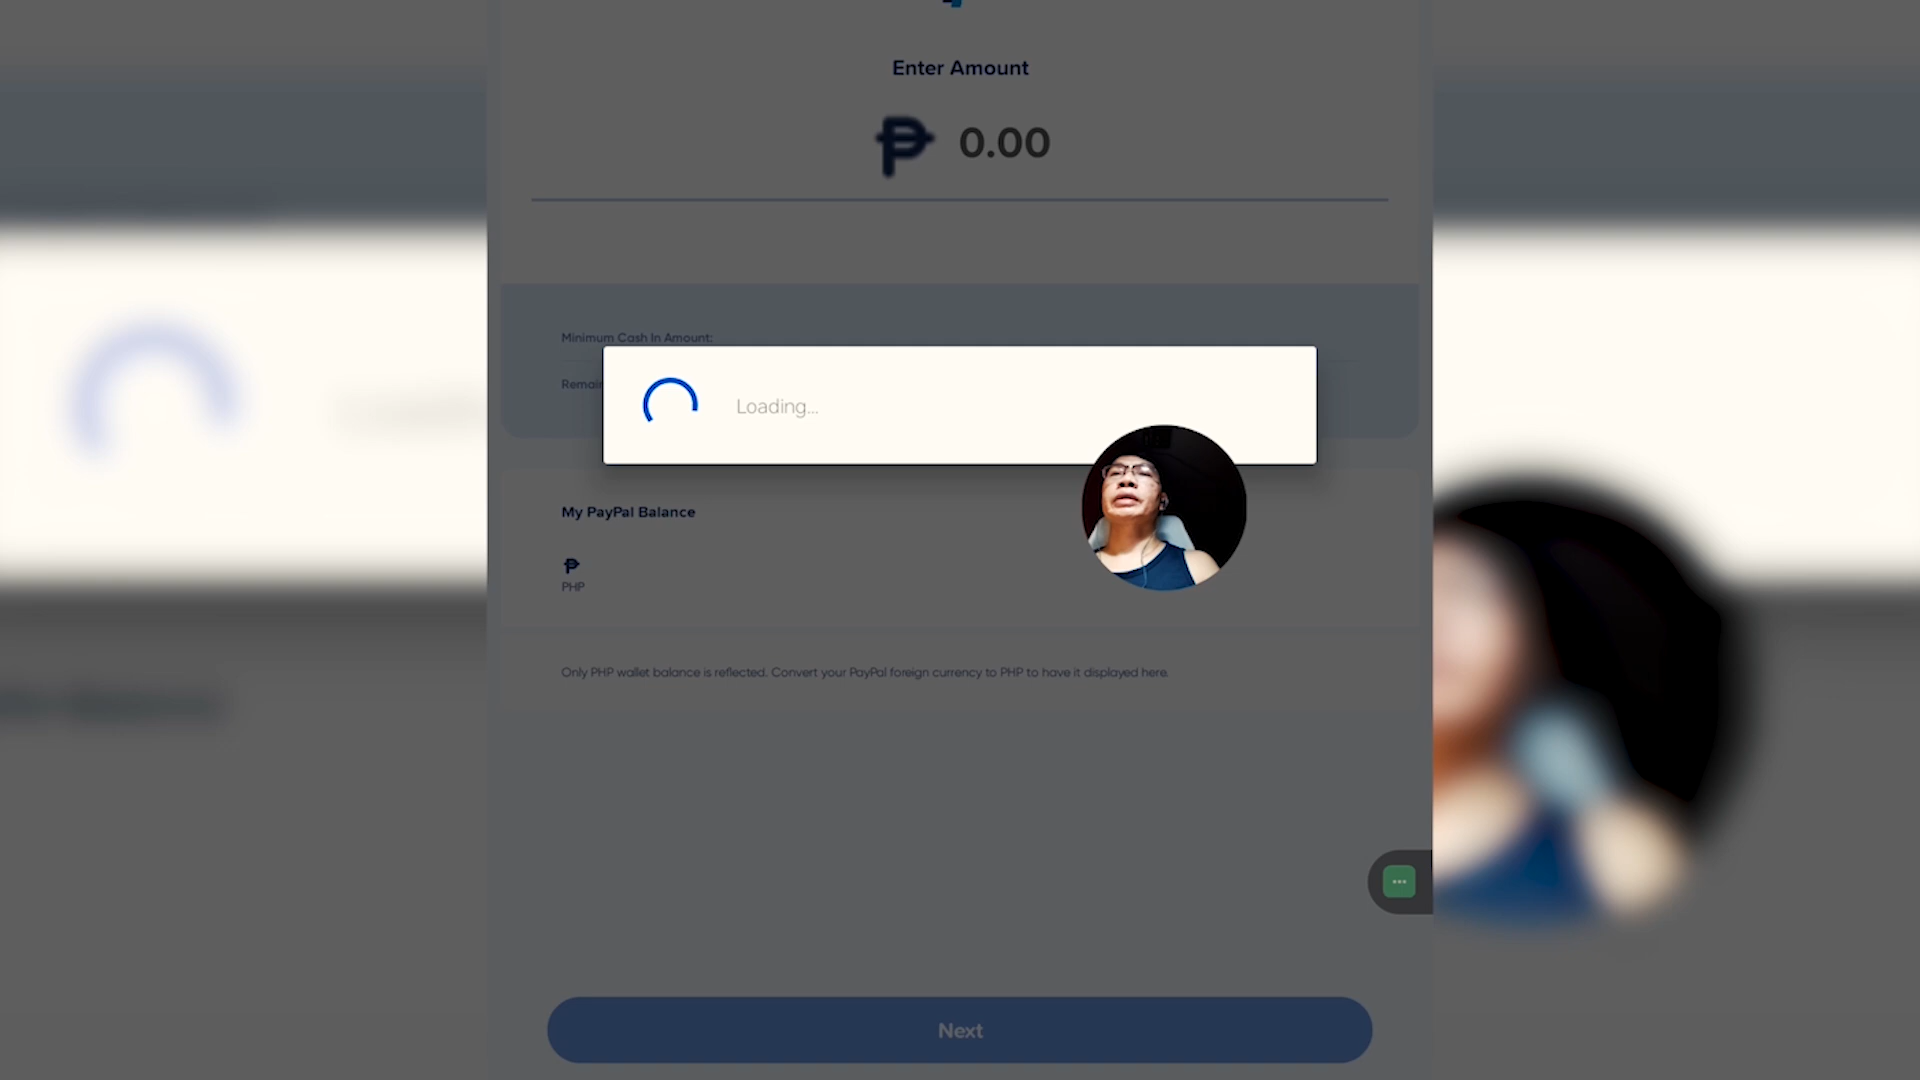 Enter Amount
₱ 0.00
Minimum Cash In Amount:
Remain
Loading...
My PayPal Balance
₱
PHP
Only PHP wallet balance is reflected. Convert your PayPal foreign currency to PHP to have it displayed here.
Next